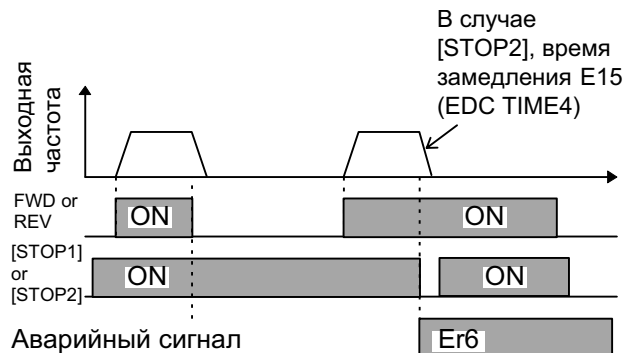 В случае
[STOP2], время
замедления E15
(EDC TIME4)
Выходная
частота
FWD or
REV
ON
ON
[STOP1]
or
[STOP2]
ON
ON
Аварийный сигнал
Er6